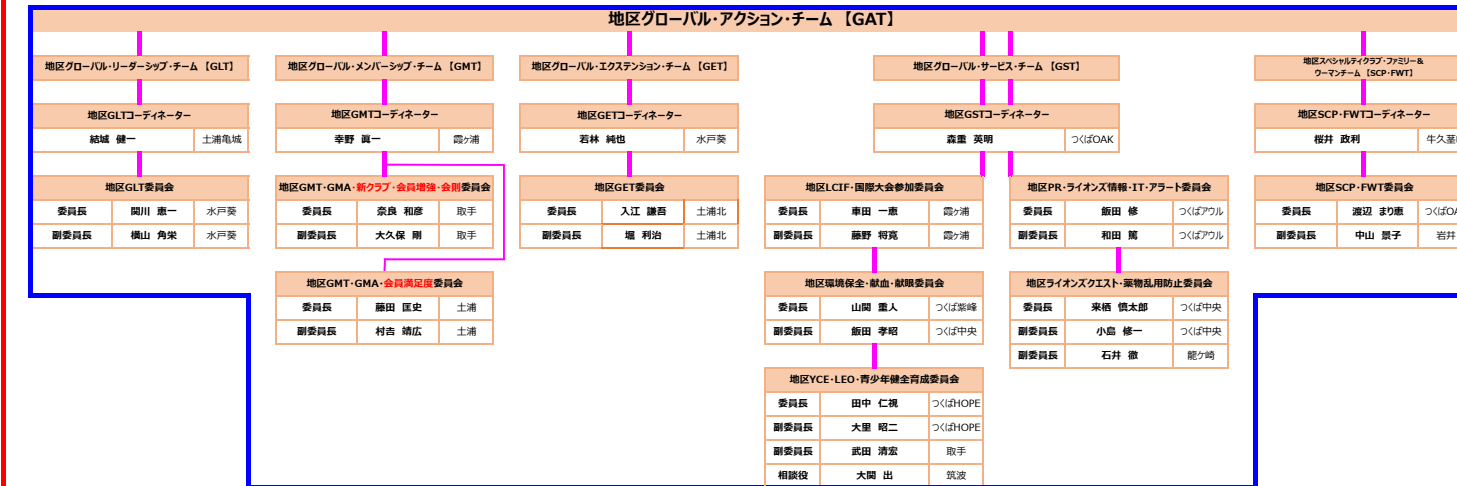 地区グローバル・アクション・チーム 【GAT】
地区グローバル・リーダーシップ・チーム 【GLT】
地区GLTコーディネーター
結城 健一 土浦亀城
地区GLT委員会
委員長 関川 恵一 水戸葵
副委員長 横山 角栄 水戸葵
地区グローバル・メンバーシップ・チーム 【GMT】
地区GMTコーディネーター
幸野 眞一 霞ヶ浦
地区GMT・GMA・新クラブ・会員増強・会則委員会
委員長 奈良 和彦 取手
副委員長 大久保 剛 取手
地区GMT・GMA・会員満足度委員会
委員長 藤田 匡史 土浦
副委員長 村吉 靖広 土浦
地区グローバル・エクステンション・チーム 【GET】
地区GETコーディネーター
若林 純也 水戸葵
地区GET委員会
委員長 入江 謙吾 土浦北
副委員長 堀 利治 土浦北
地区グローバル・サービス・チーム 【GST】
地区GSTコーディネーター
森重 英明 つくばOAK
地区LCIF・国際大会参加委員会
委員長 車田 一恵 霞ヶ浦
副委員長 藤野 将寛 霞ヶ浦
地区環境保全・献血・献眼委員会
委員長 山関 重人 つくば紫峰
副委員長 飯田 孝昭 つくば中央
地区YCE・LEO・青少年健全育成委員会
委員長 田中 仁視 つくばHOPE
副委員長 大里 昭二 つくばHOPE
副委員長 武田 清宏 取手
相談役 大関 出 筑波
地区PR・ライオンズ情報・IT・アラート委員会
委員長 飯田 修 つくばアウル
副委員長 和田 篤 つくばアウル
地区ライオンズクエスト・薬物乱用防止委員会
委員長 来栖 慎太郎 つくば中央
副委員長 小島 修一 つくば中央
副委員長 石井 徹 龍ケ崎
地区スペシャルティクラブ・ファミリー&
ウーマンチーム 【SCP・FWT】
地区SCP・FWTコーディネーター
桜井 政利 牛久茎
地区SCP・FWT委員会
委員長 渡辺 まり恵 つくばOA
副委員長 中山 景子 岩井